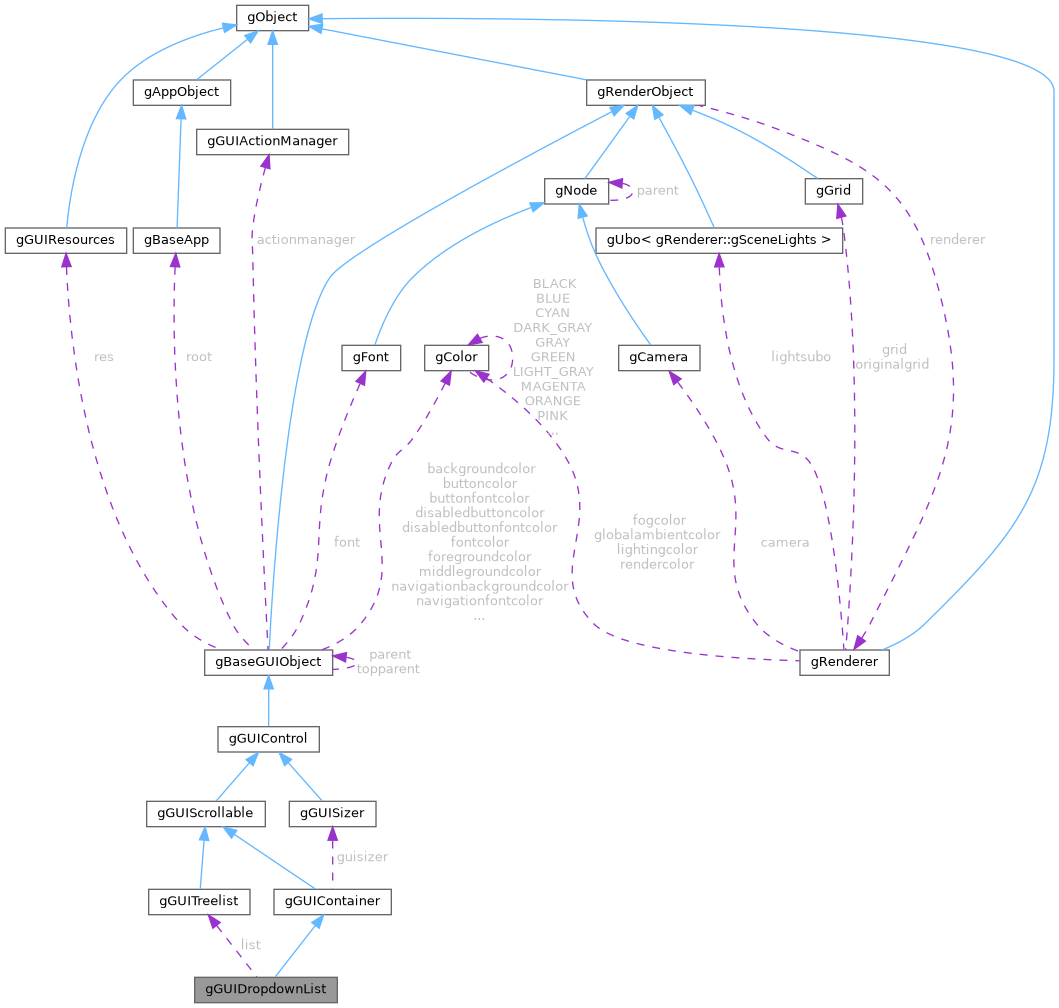 gObject
gAppObject
gRenderObject
gGUIActionManager
gNode
parent
gGrid
gGUIResources
gBaseApp
actionmanager
gUbo< gRenderer::gSceneLights >
renderer
BLACK
BLUE
CYAN
DARK_GRAY
GRAY
GREEN
LIGHT_GRAY
MAGENTA
ORANGE
PINK
...
res
root
gFont
gColor
gCamera
lightsubo
grid
originalgrid
backgroundcolor
buttoncolor
buttonfontcolor
disabledbuttoncolor
disabledbuttonfontcolor
fontcolor
foregroundcolor
middlegroundcolor
navigationbackgroundcolor
navigationfontcolor
...
font
fogcolor
globalambientcolor
lightingcolor
rendercolor
camera
gBaseGUIObject
parent
topparent
gRenderer
gGUIControl
gGUIScrollable
gGUISizer
guisizer
gGUITreelist
gGUIContainer
list
gGUIDropdownList